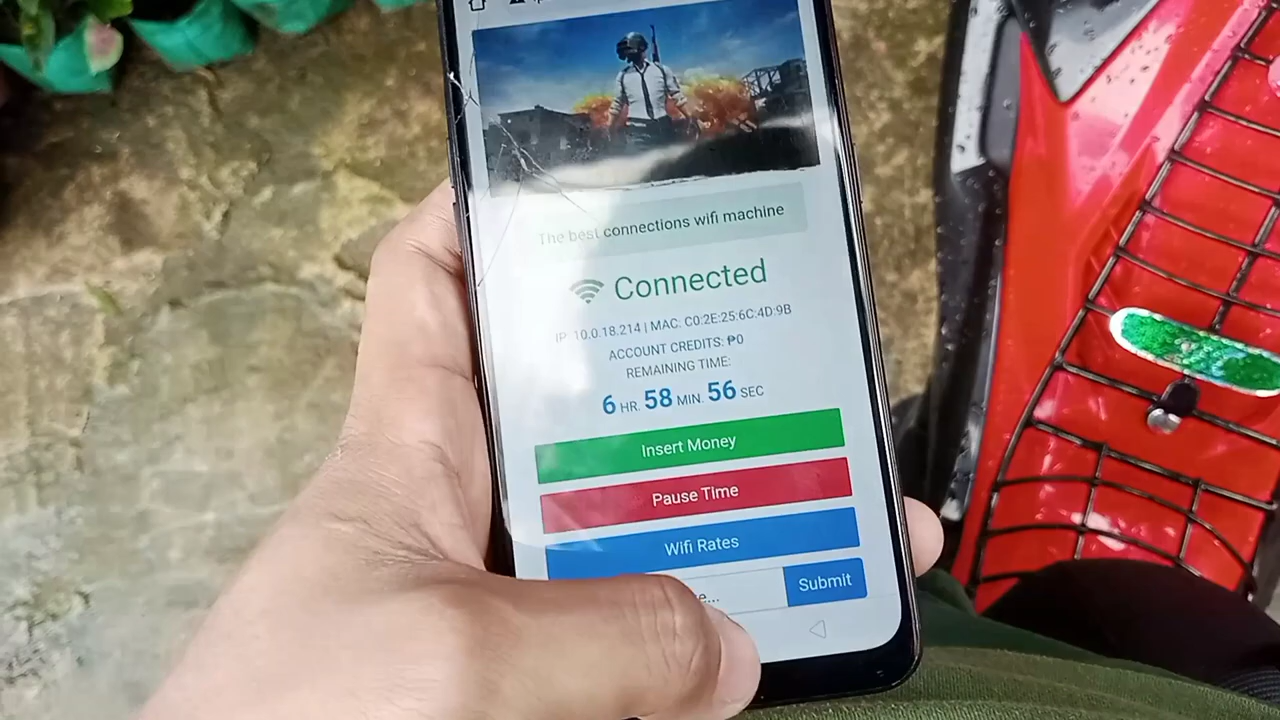 The best connections wifi machine
Connected
IP: 10.0.18.214 | MAC: C0:2E:25:6C:4D:9B
ACCOUNT CREDITS: ₱0
REMAINING TIME:
6 HR. 58 MIN. 56 SEC
Insert Money
Pause Time
Wifi Rates
Submit